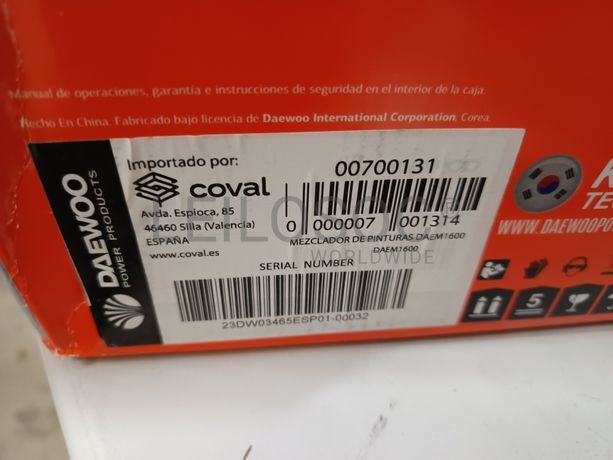 Manual de operaciones, garantía e instrucciones de seguridad en el interior de la caja.
Hecho En China. Fabricado bajo licencia de Daewoo International Corporation, Corea.
DAEWOO
POWER PRODUCTS
Importado por:
coval
Avda. Espioca, 85
46460 Silla (Valencia)
ESPAÑA
www.coval.es
00700131
0 000007 001314
MEZCLADOR DE PINTURAS DAEM1600
DAEM1600
WORLDWIDE
SERIAL NUMBER
23DW03465ESP01-00032
K
TE
WWW.DAEWOOPO
5